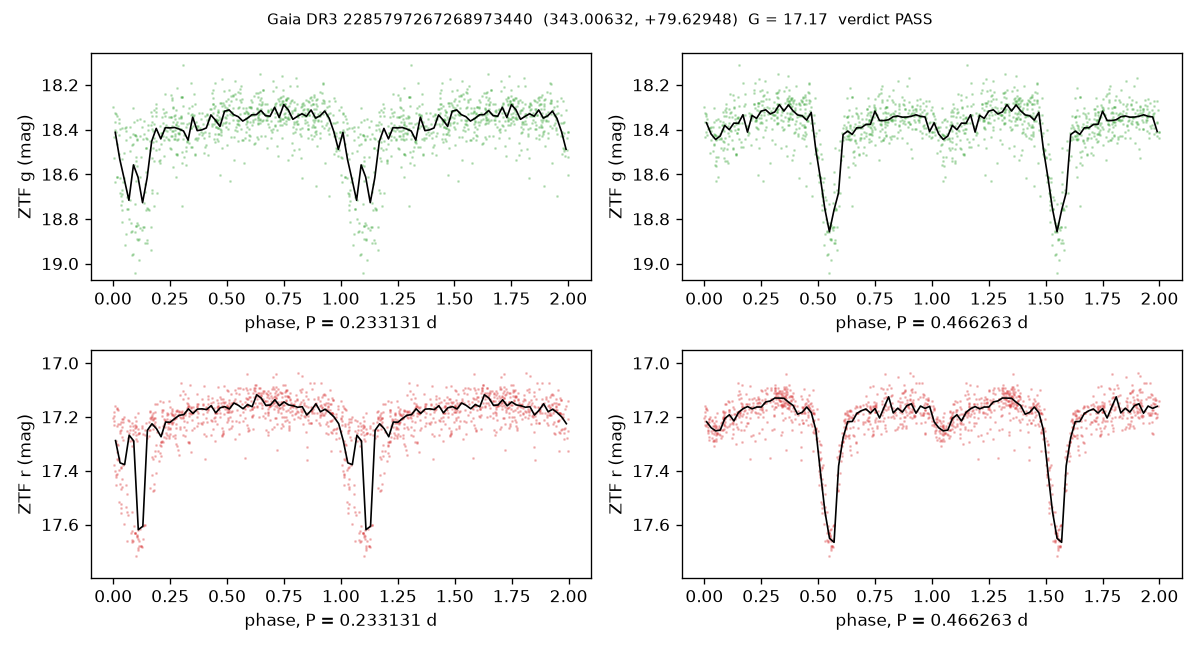 Gaia DR3 2285797267268973440 (343.00632, +79.62948) G = 17.17 verdict PASS
18.2
18.4
18.6
18.8
19.0
ZTF g (mag)
0.00 0.25 0.50 0.75 1.00 1.25 1.50 1.75 2.00
phase, P = 0.233131 d
18.2
18.4
18.6
18.8
19.0
ZTF g (mag)
0.00 0.25 0.50 0.75 1.00 1.25 1.50 1.75 2.00
phase, P = 0.466263 d
17.0
17.2
17.4
17.6
ZTF r (mag)
0.00 0.25 0.50 0.75 1.00 1.25 1.50 1.75 2.00
phase, P = 0.233131 d
17.0
17.2
17.4
17.6
ZTF r (mag)
0.00 0.25 0.50 0.75 1.00 1.25 1.50 1.75 2.00
phase, P = 0.466263 d